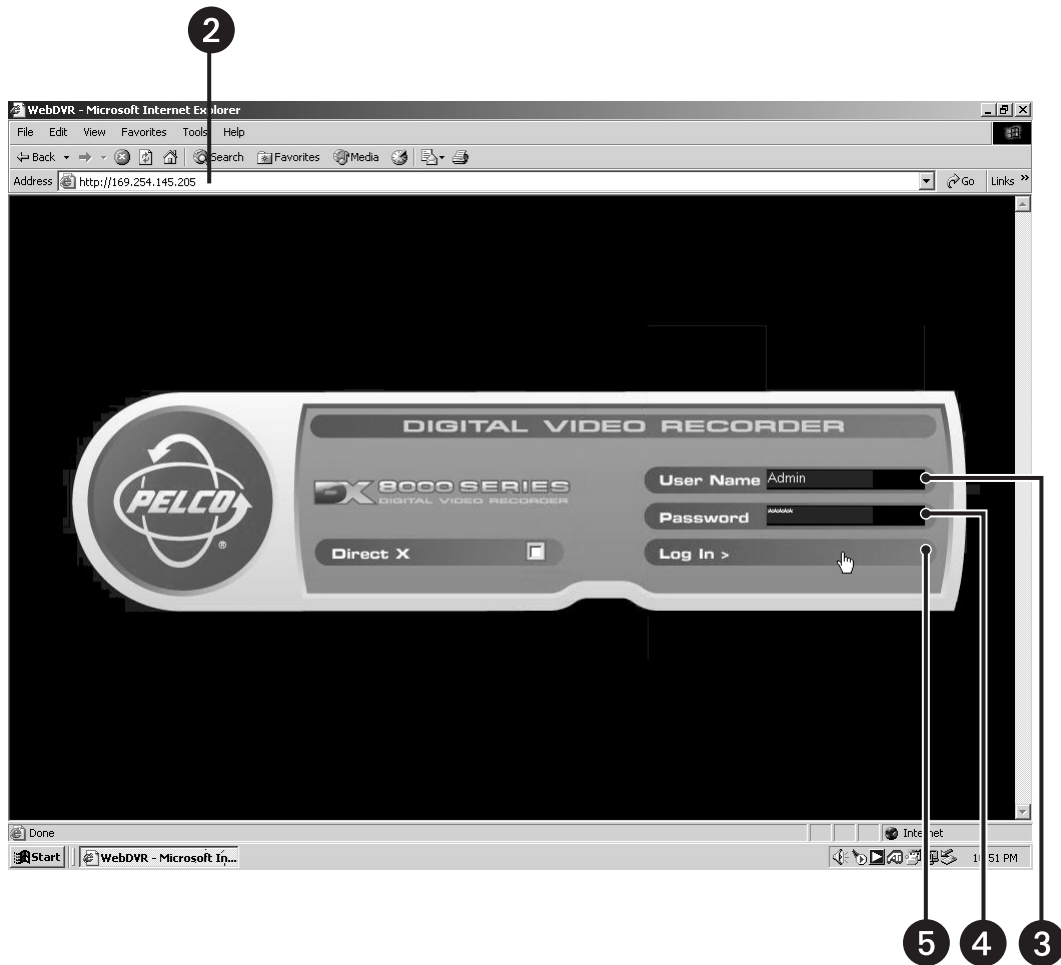 2
WebDVR - Microsoft Internet Explorer
File Edit View Favorites Tools Help
Back Search Favorites Media
Address http://169.254.145.205 Go Links »
DIGITAL VIDEO RECORDER
PELCO
®
DX 8000 SERIES
DIGITAL VIDEO RECORDER
User Name Admin
Password *****
Direct X
Log In >
Done
Internet
Start
WebDVR - Microsoft In...
51 PM
5
4
3